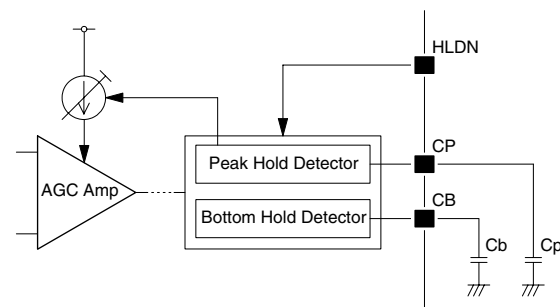 HLDN
Peak Hold Detector
CP
AGC Amp
Bottom Hold Detector
CB
Cb
Cp